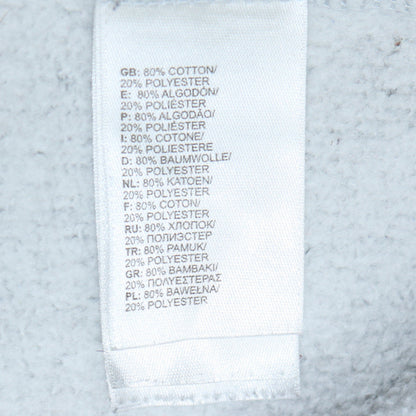 GB: 80% COTTON/
20% POLYESTER
E: 80% ALGODÓN/
20% POLIÉSTER
P: 80% ALGODÃO/
20% POLIÉSTER
I: 80% COTONE/
20% POLIESTERE
D: 80% BAUMWOLLE/
20% POLYESTER
NL: 80% KATOEN/
20% POLYESTER
F: 80% COTON/
20% POLYESTER
RU: 80% ХЛОПОК/
20% ПОЛИЭСТЕР
TR: 80% PAMUK/
20% POLYESTER
GR: 80% ΒΑΜΒΑΚΙ/
20% ΠΟΛΥΕΣΤΕΡΑΣ
PL: 80% BAWEŁNA/
20% POLYESTER